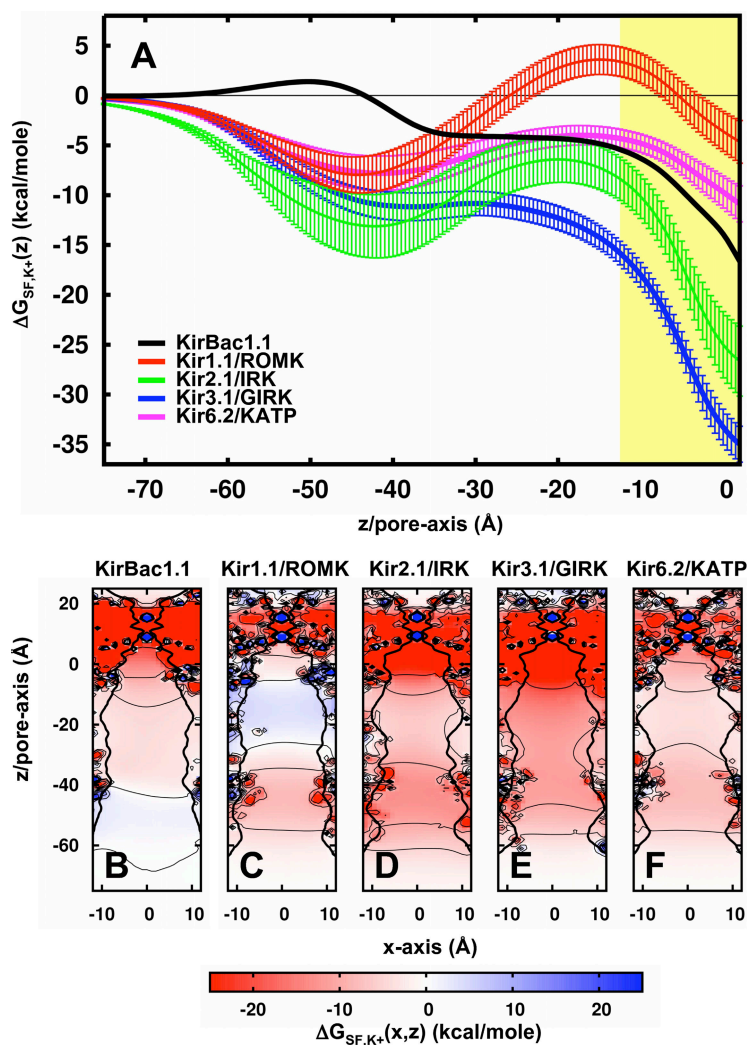 A
5
0
-5
-10
-15
-20
-25
-30
-35
ΔG_SF,K+(z) (kcal/mole)
KirBac1.1
Kir1.1/ROMK
Kir2.1/IRK
Kir3.1/GIRK
Kir6.2/KATP
-70 -60 -50 -40 -30 -20 -10 0
z/pore-axis (Å)
KirBac1.1 Kir1.1/ROMK Kir2.1/IRK Kir3.1/GIRK Kir6.2/KATP
20
0
-20
-40
-60
z/pore-axis (Å)
B C D E F
-10 0 10 -10 0 10 -10 0 10 -10 0 10 -10 0 10
x-axis (Å)
-20 -10 0 10 20
ΔG_SF,K+(x,z) (kcal/mole)